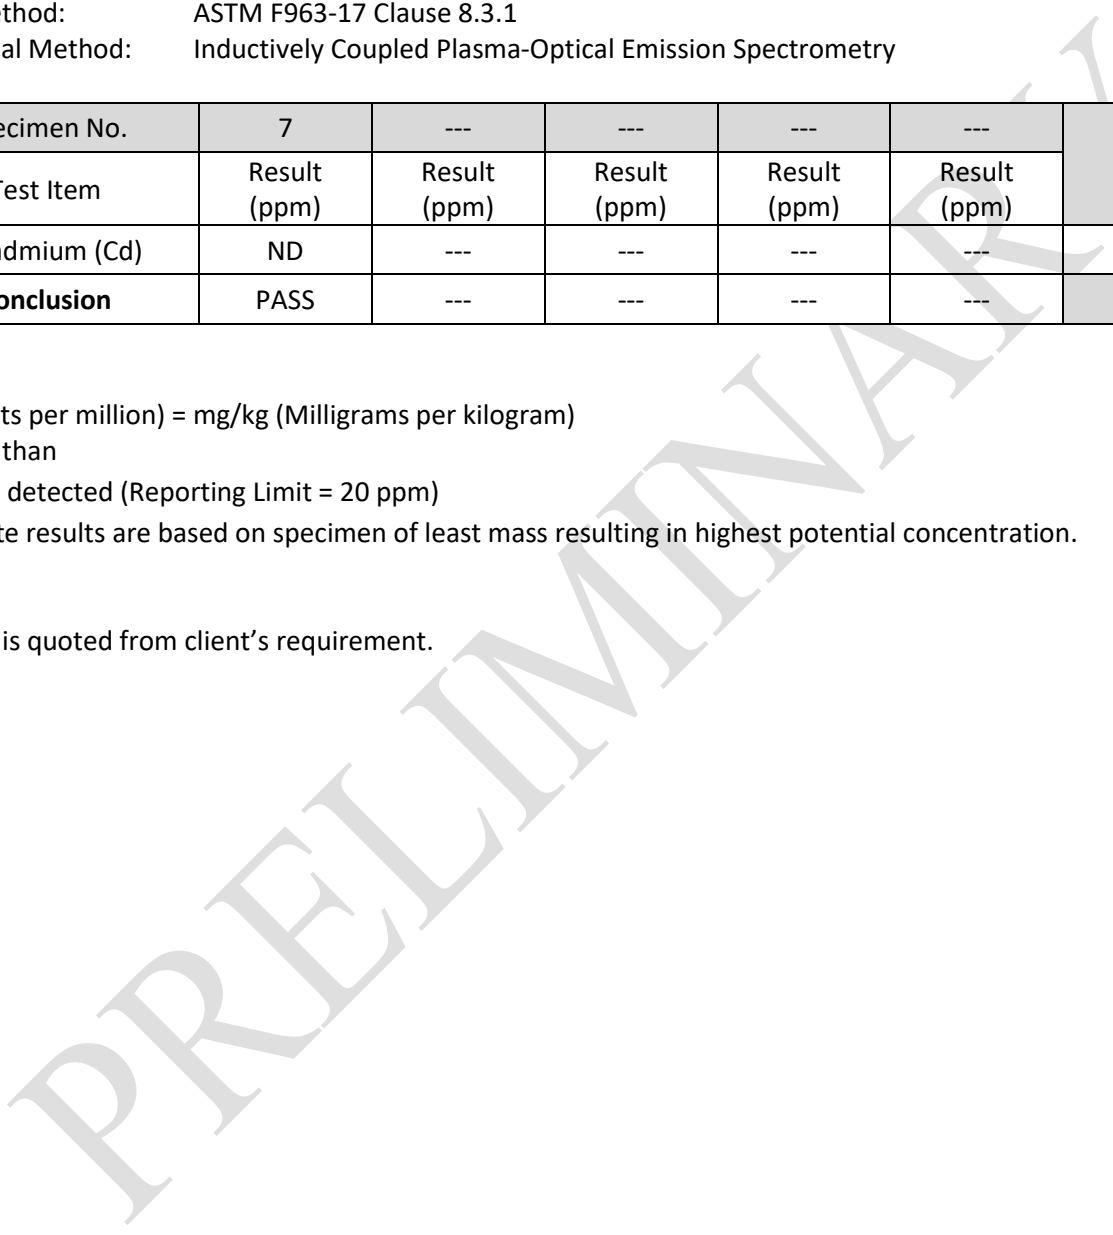 ethod: ASTM F963-17 Clause 8.3.1
al Method: Inductively Coupled Plasma-Optical Emission Spectrometry
ecimen No. 7 --- --- --- ---
Test Item Result (ppm) Result (ppm) Result (ppm) Result (ppm) Result (ppm)
admium (Cd) ND --- --- --- ---
onclusion PASS --- --- --- ---
ts per million) = mg/kg (Milligrams per kilogram)
than
detected (Reporting Limit = 20 ppm)
te results are based on specimen of least mass resulting in highest potential concentration.
is quoted from client’s requirement.
PRELIMINARY